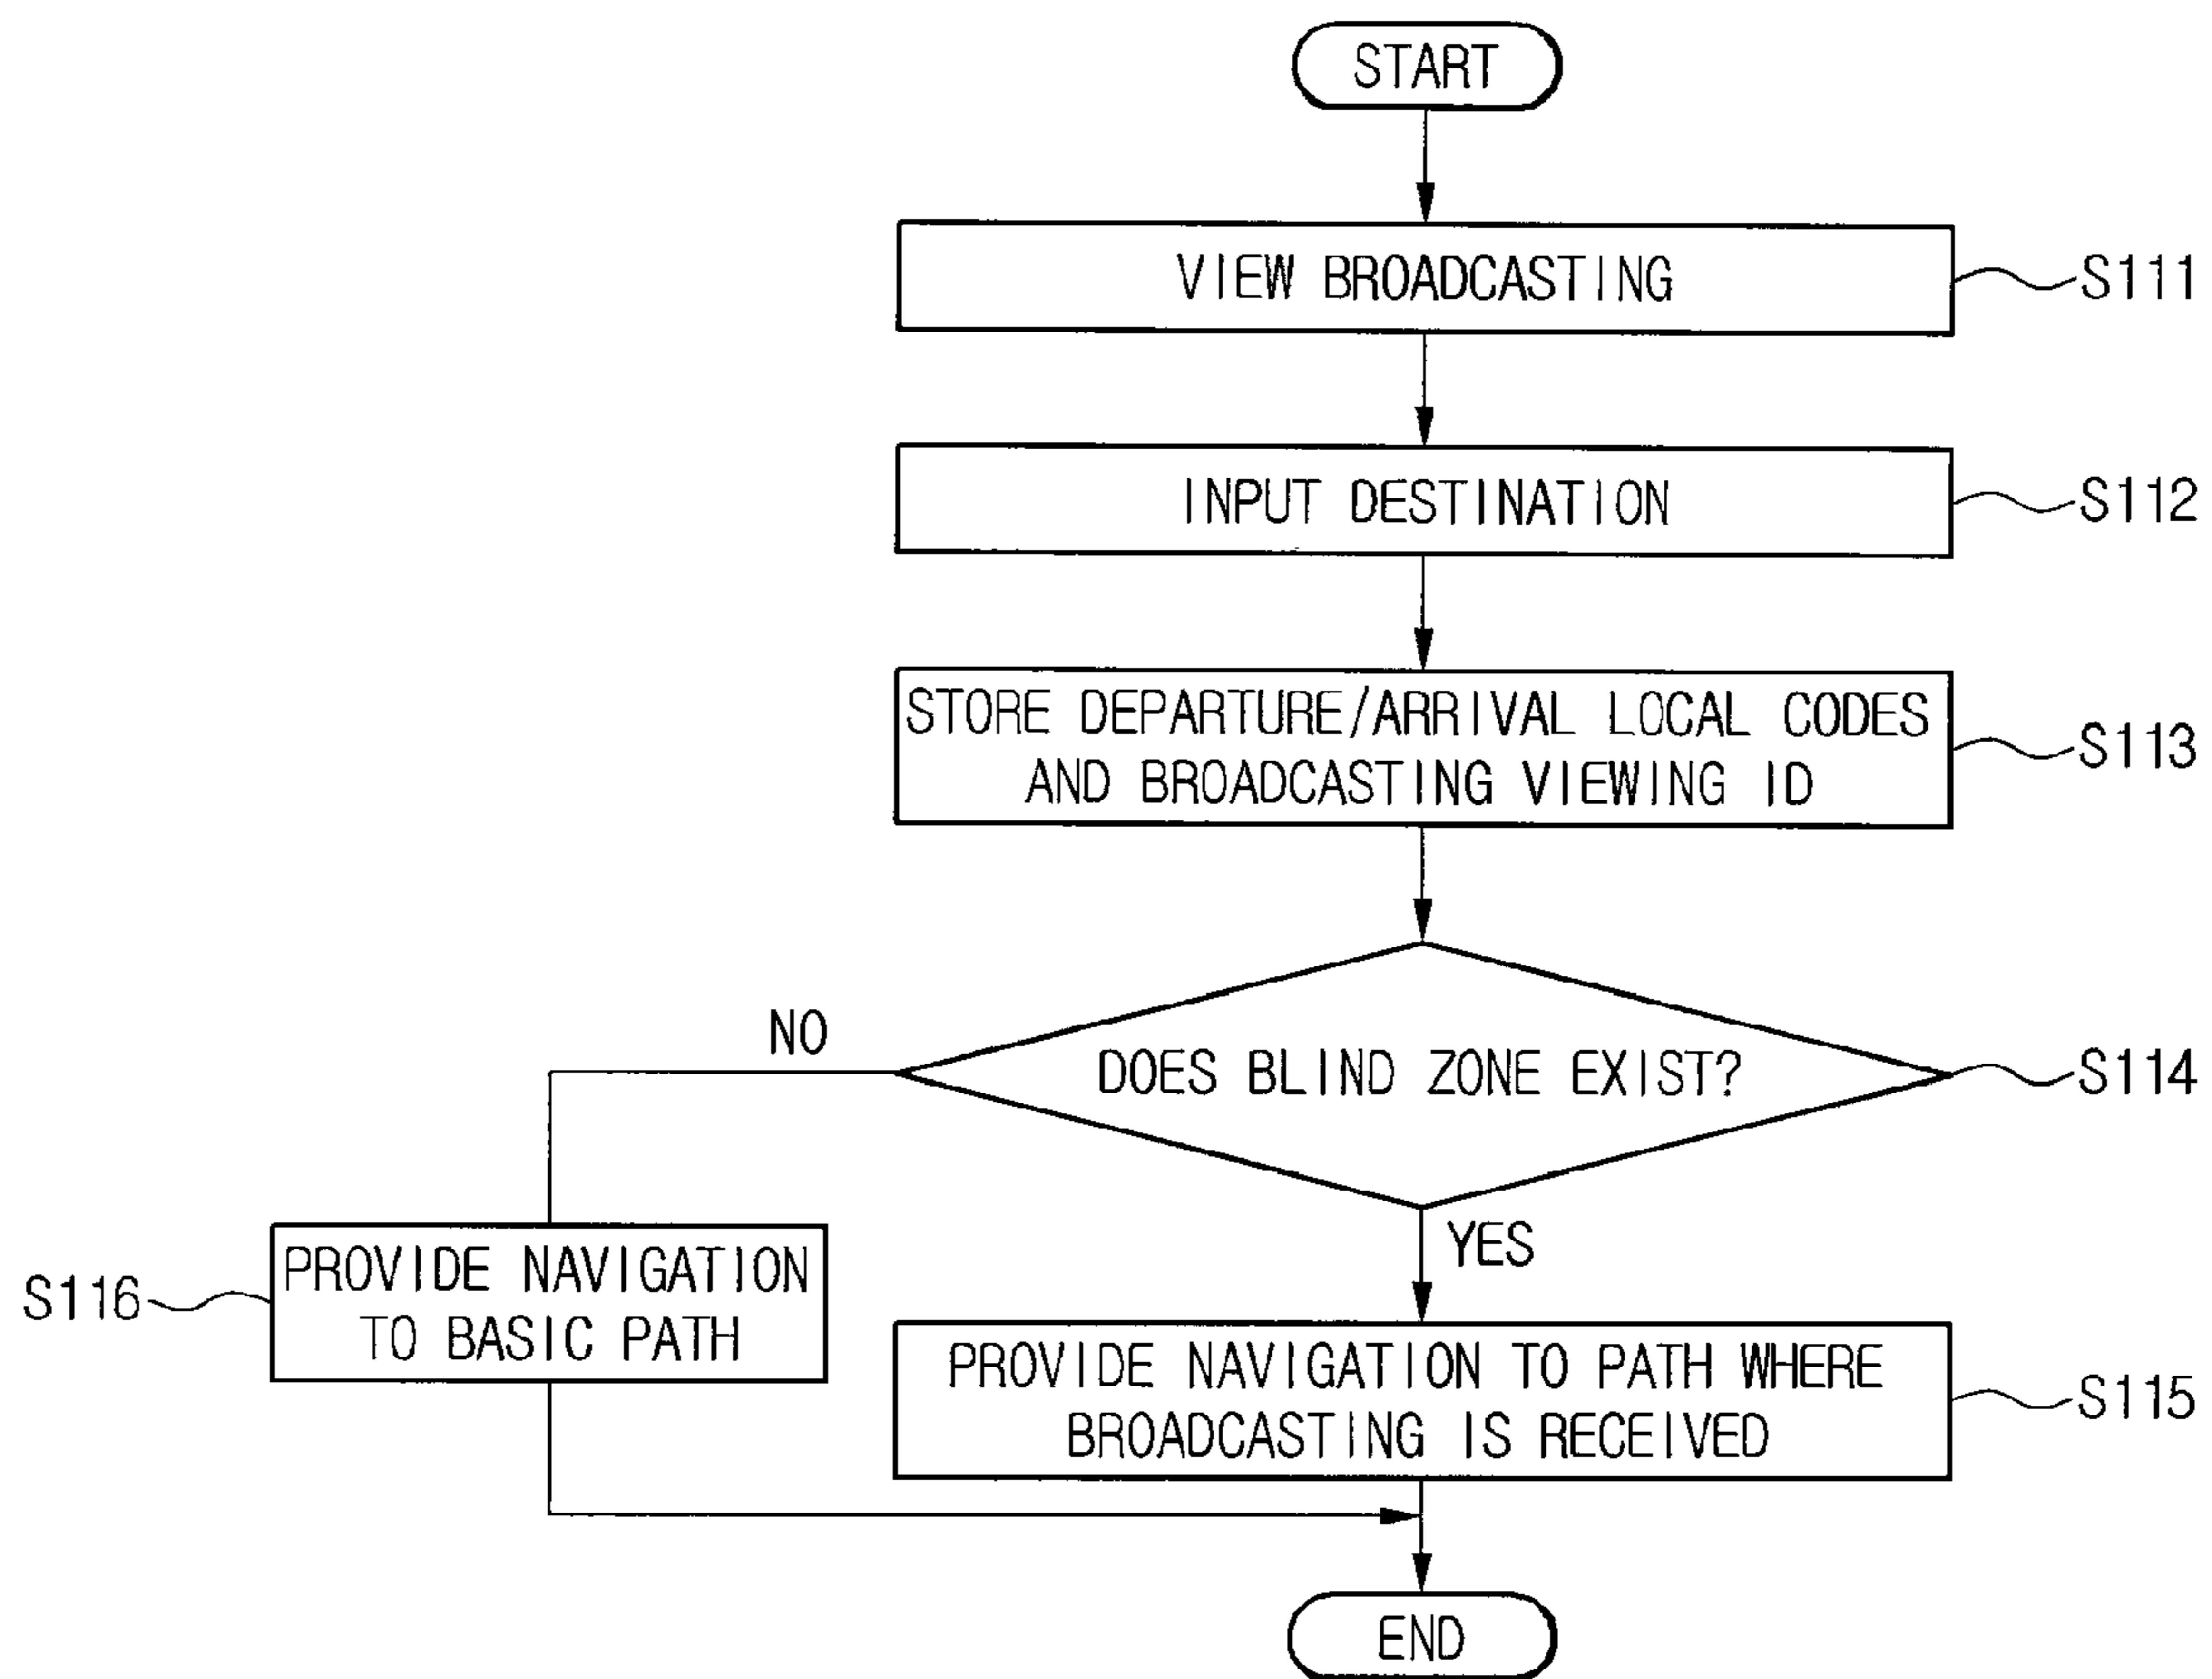 START
VIEW BROADCASTING
S111
INPUT DESTINATION
S112
STORE DEPARTURE/ARRIVAL LOCAL CODES
AND BROADCASTING VIEWING ID
S113
DOES BLIND ZONE EXIST?
S114
NO
YES
PROVIDE NAVIGATION
TO BASIC PATH
S116
PROVIDE NAVIGATION TO PATH WHERE
BROADCASTING IS RECEIVED
S115
END